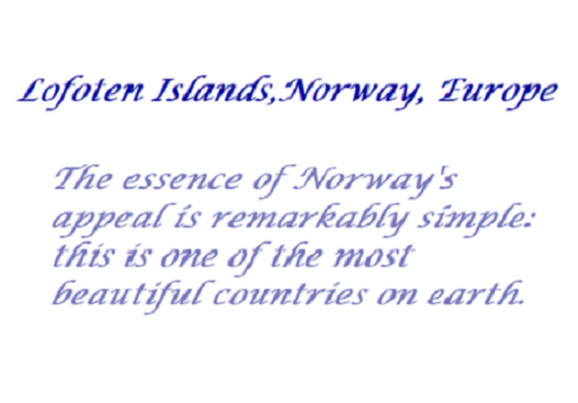 Lofoten Islands,Norway, Europe
The essence of Norway's
appeal is remarkably simple:
this is one of the most
beautiful countries on earth.